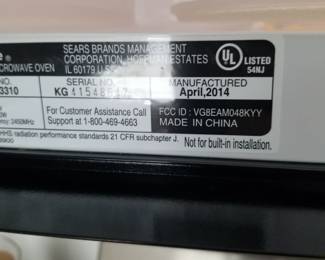 SEARS BRANDS MANAGEMENT
CROWAVE OVEN CORPORATION, HOFFMAN ESTATES
IL 60179 U.S.
UL LISTED
54NJ
NO. SERIAL NO. MANUFACTURED
3310 KG April,2014
For Customer Assistance Call
Support at 1-800-469-4663
FCC ID : VG8EAM048KYY
MADE IN CHINA
2450MHz
HHS radiation performance standards 21 CFR subchapter J.
Not for built-in installation.